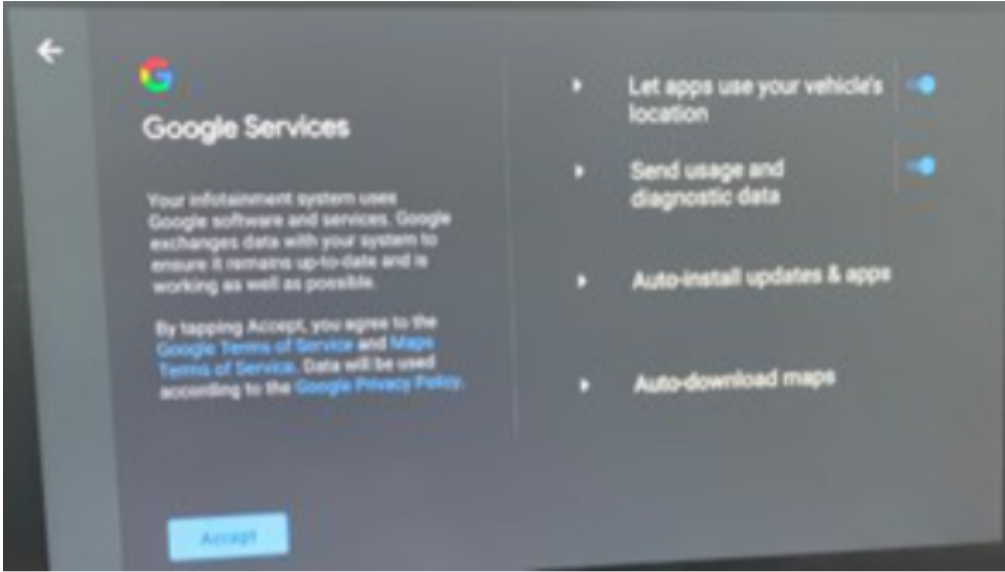 Google Services
Your infotainment system uses
Google software and services. Google
exchanges data with your system to
ensure it remains up-to-date and is
working as well as possible.
By tapping Accept, you agree to the
Google Terms of Service and Maps
Terms of Service. Data will be used
according to the Google Privacy Policy.
Accept
Let apps use your vehicle's
location
Send usage and
diagnostic data
Auto-install updates & apps
Auto-download maps